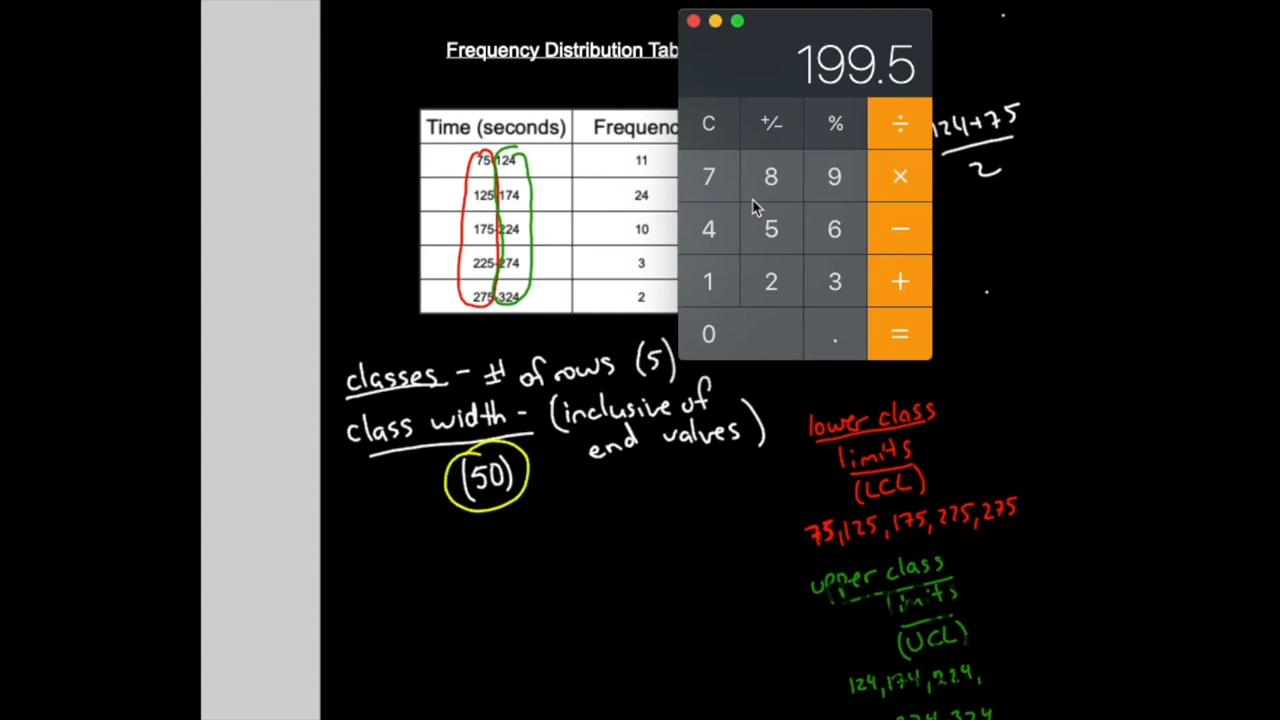 Frequency Distribution Tab
199.5
Time (seconds) Frequenc
75-124 11
125-174 24
175-224 10
225-274 3
275-324 2
C +/- % ÷
7 8 9 ×
4 5 6 −
1 2 3 +
0 . =
124+75
2
classes - # of rows (5)
class width - (inclusive of
end values)
(50)
lower class
limits
(LCL)
75,125,175,225,275
upper class
limits
(UCL)
124,174,224,
274,324